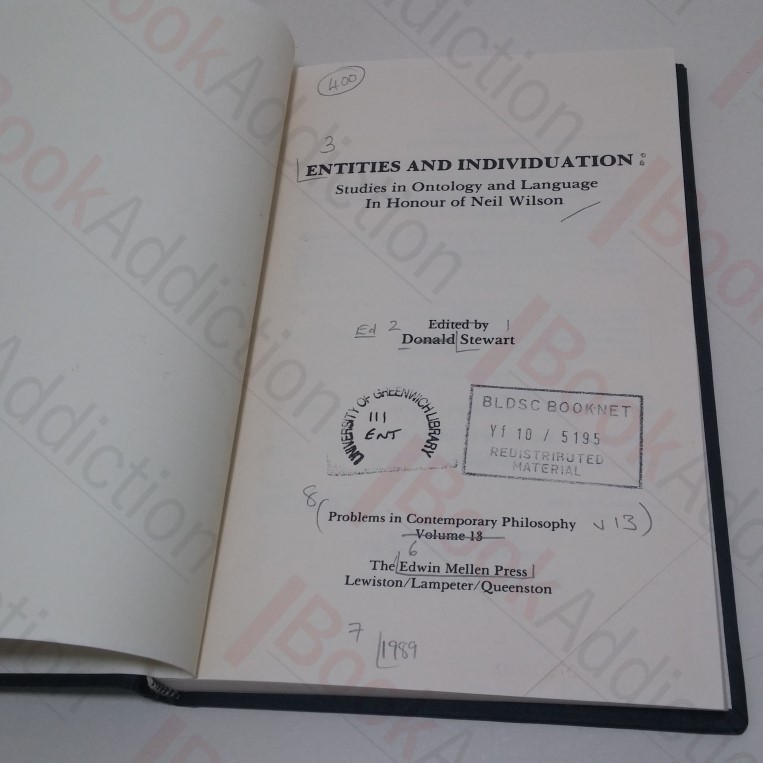 400
3
ENTITIES AND INDIVIDUATION :
Studies in Ontology and Language
In Honour of Neil Wilson
Ed 2 Edited by 1
Donald Stewart
UNIVERSITY OF GREENWICH LIBRARY
111
ENT
BLDSC BOOKNET
Yf 10 / 5195
REDISTRIBUTED
MATERIAL
8 (Problems in Contemporary Philosophy v 13)
Volume 13
6
The Edwin Mellen Press
Lewiston/Lampeter/Queenston
7
1989
BookAddiction